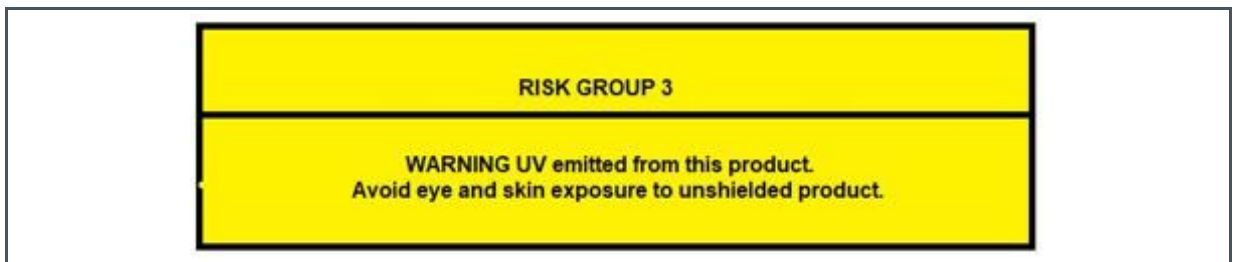 RISK GROUP 3
WARNING UV emitted from this product.
Avoid eye and skin exposure to unshielded product.